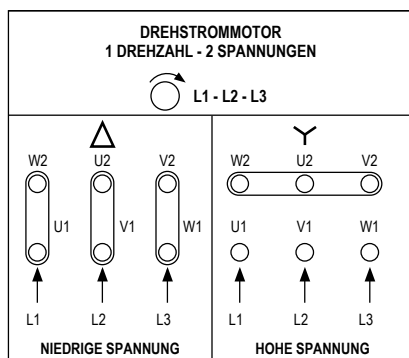 DREHSTROMMOTOR
1 DREHZAHL - 2 SPANNUNGEN
L1 - L2 - L3
W2 U2 V2
U1 V1 W1
L1 L2 L3
NIEDRIGE SPANNUNG
W2 U2 V2
U1 V1 W1
L1 L2 L3
HOHE SPANNUNG